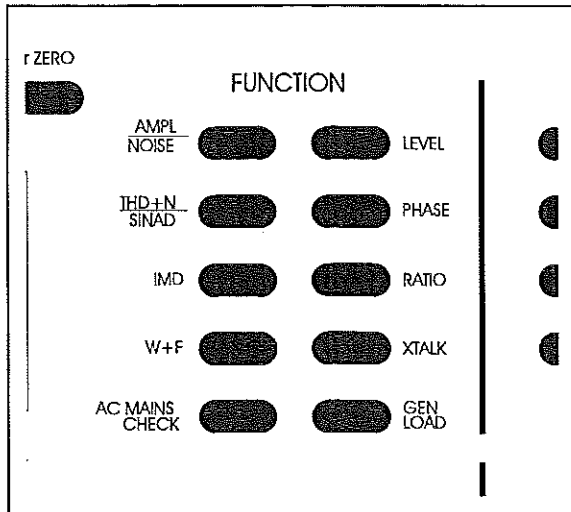 r ZERO
FUNCTION
AMPL
NOISE
LEVEL
THD+N
SINAD
PHASE
IMD
RATIO
W+F
XTALK
AC MAINS
CHECK
GEN
LOAD